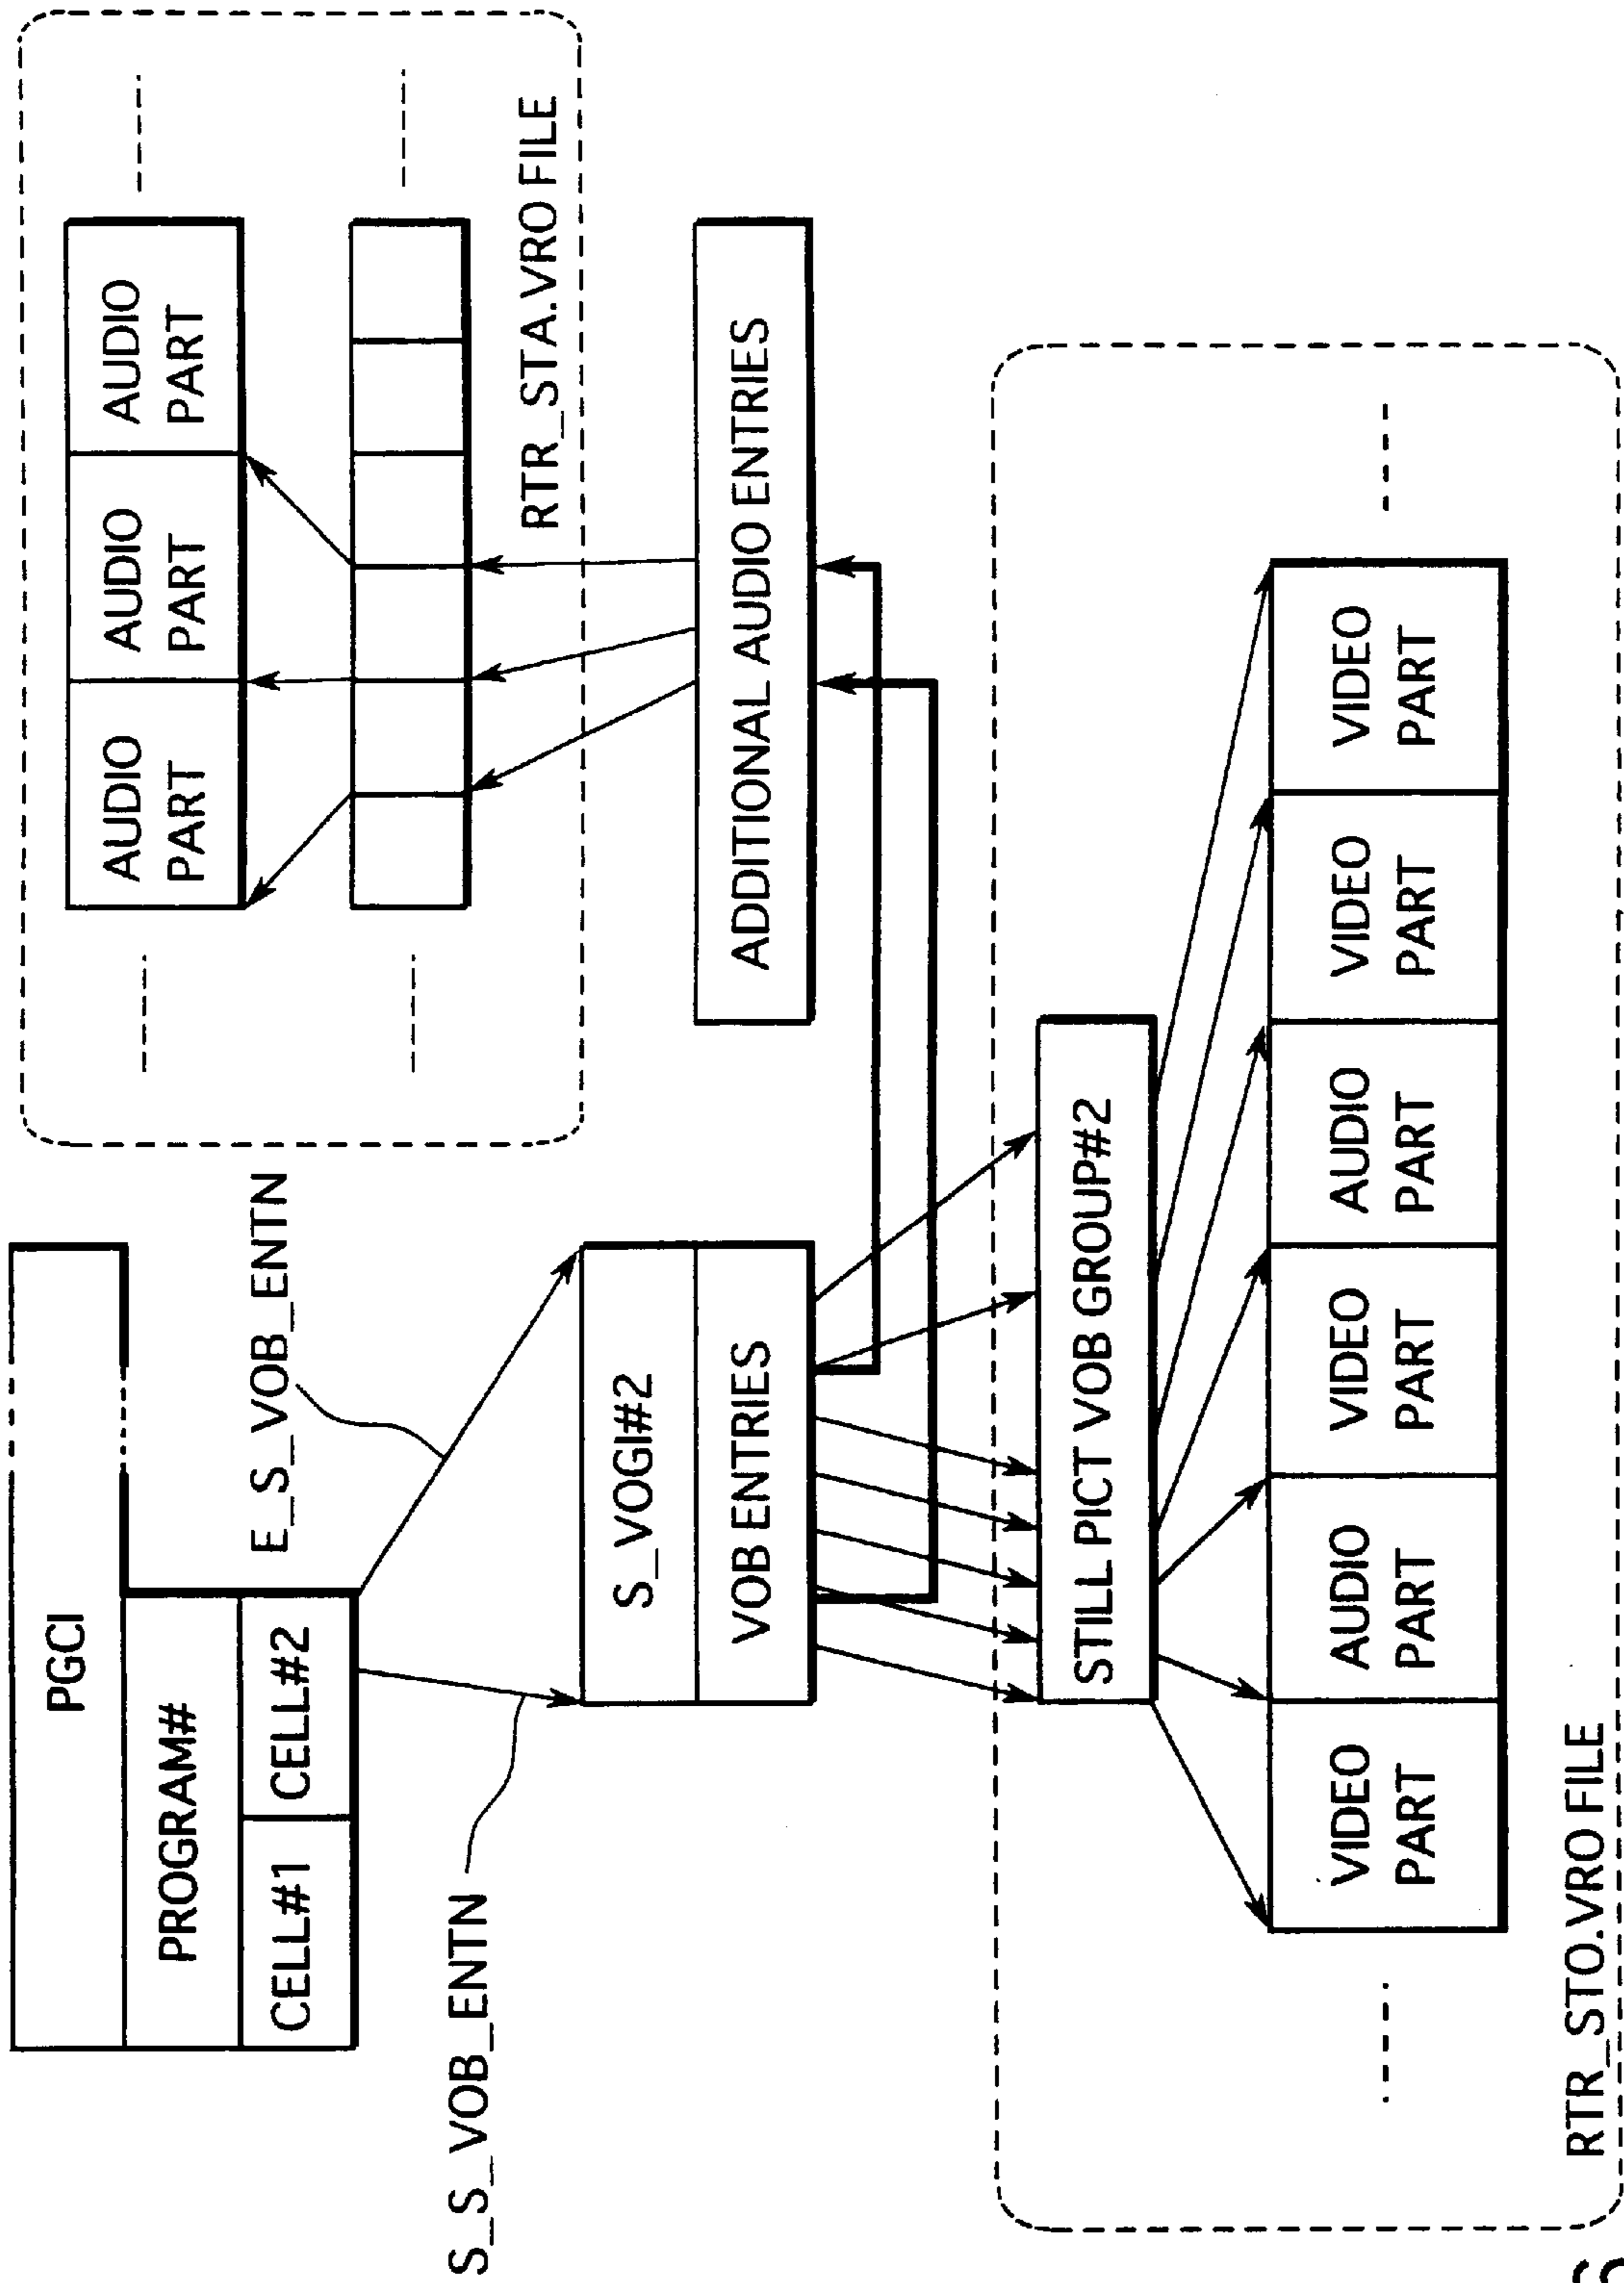 PGCI
PROGRAM#
CELL#1
CELL#2
E_S_VOB_ENTN
S_S_VOB_ENTN
S_VOGI#2
VOB ENTRIES
AUDIO
PART
AUDIO
PART
AUDIO
PART
RTR_STA.VRO FILE
ADDITIONAL AUDIO ENTRIES
STILL PICT VOB GROUP#2
VIDEO
PART
AUDIO
PART
VIDEO
PART
AUDIO
PART
VIDEO
PART
VIDEO
PART
RTR_STO.VRO FILE